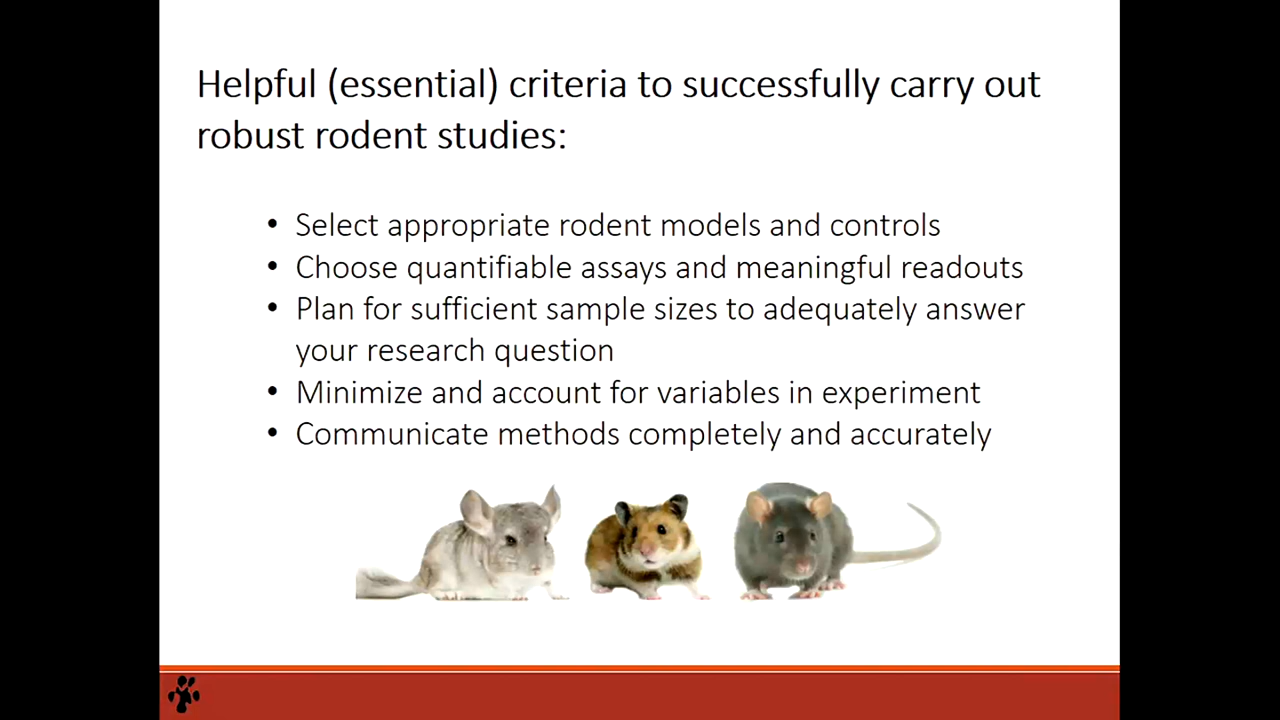 Helpful (essential) criteria to successfully carry out
robust rodent studies:
• Select appropriate rodent models and controls
• Choose quantifiable assays and meaningful readouts
• Plan for sufficient sample sizes to adequately answer
your research question
• Minimize and account for variables in experiment
• Communicate methods completely and accurately